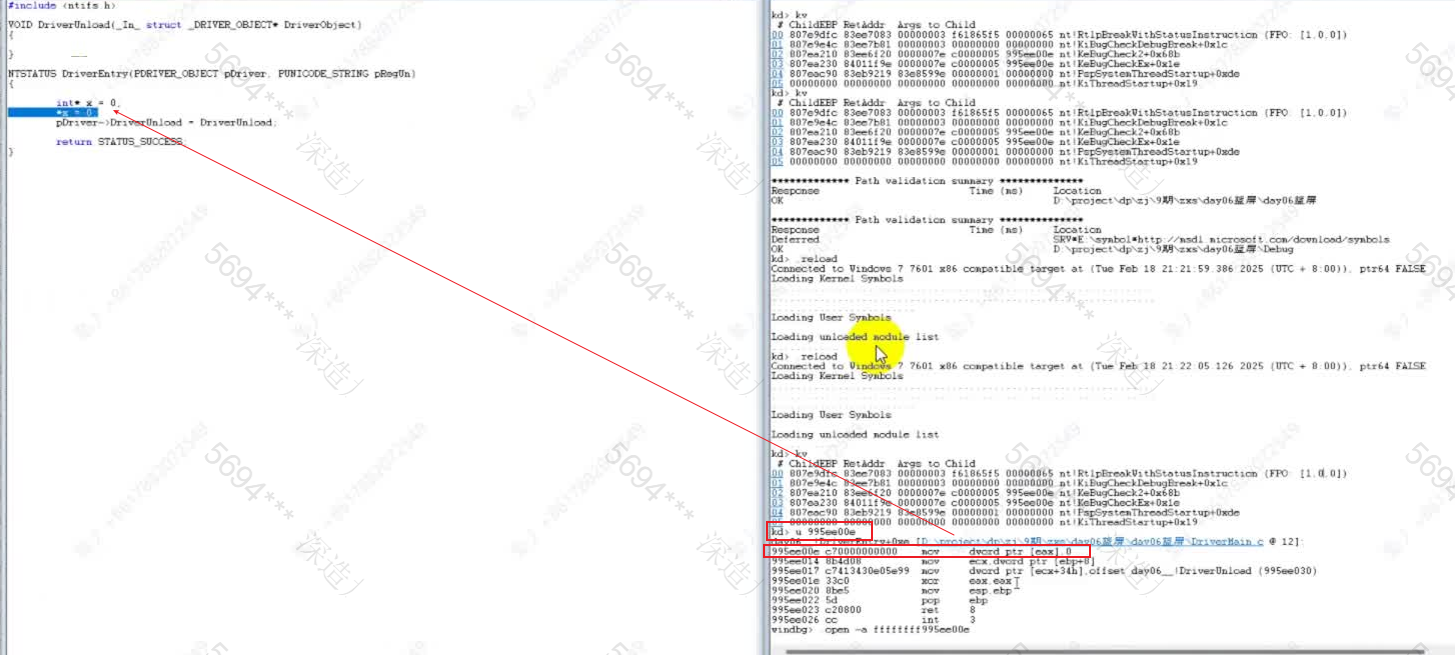 #include <ntifs.h>
VOID DriverUnload(_In_ struct _DRIVER_OBJECT* DriverObject)
{
}
NTSTATUS DriverEntry(PDRIVER_OBJECT pDriver, PUNICODE_STRING pRegUn)
{
int* x = 0;
*x = 0;
pDriver->DriverUnload = DriverUnload;
return STATUS_SUCCESS;
}
kd> kv
# ChildEBP RetAddr Args to Child
00 807e9dfc 83ee7083 00000003 f61865f5 00000065 nt!RtlpBreakWithStatusInstruction (FPO: [1,0,0])
01 807e9e4c 83ee7b81 00000003 00000000 00000000 nt!KiBugCheckDebugBreak+0x1c
02 807ea210 83ee6f20 0000007e c0000005 995ee00e nt!KeBugCheck2+0x68b
03 807ea230 84011f9e 0000007e c0000005 995ee00e nt!KeBugCheckEx+0x1e
04 807eac90 83eb9219 83e8599e 00000001 00000000 nt!PspSystemThreadStartup+0xde
05 00000000 00000000 00000000 00000000 00000000 nt!KiThreadStartup+0x19
kd> kv
# ChildEBP RetAddr Args to Child
00 807e9dfc 83ee7083 00000003 f61865f5 00000065 nt!RtlpBreakWithStatusInstruction (FPO: [1,0,0])
01 807e9e4c 83ee7b81 00000003 00000000 00000000 nt!KiBugCheckDebugBreak+0x1c
02 807ea210 83ee6f20 0000007e c0000005 995ee00e nt!KeBugCheck2+0x68b
03 807ea230 84011f9e 0000007e c0000005 995ee00e nt!KeBugCheckEx+0x1e
04 807eac90 83eb9219 83e8599e 00000001 00000000 nt!PspSystemThreadStartup+0xde
05 00000000 00000000 00000000 00000000 00000000 nt!KiThreadStartup+0x19
************* Path validation summary **************
Response Time (ms) Location
OK D:\project\dp\zj\9期\zxs\day06蓝屏\day06蓝屏
************* Path validation summary **************
Response Time (ms) Location
Deferred SRV*E:\symbol*http://msdl.microsoft.com/download/symbols
OK D:\project\dp\zj\9期\zxs\day06蓝屏\Debug
kd> .reload
Connected to Windows 7 7601 x86 compatible target at (Tue Feb 18 21:21:59.386 2025 (UTC + 8:00)), ptr64 FALSE
Loading Kernel Symbols
Loading User Symbols
Loading unloaded module list
kd> .reload
Connected to Windows 7 7601 x86 compatible target at (Tue Feb 18 21:22:05.126 2025 (UTC + 8:00)), ptr64 FALSE
Loading Kernel Symbols
Loading User Symbols
Loading unloaded module list
kd> kv
# ChildEBP RetAddr Args to Child
00 807e9dfc 83ee7083 00000003 f61865f5 00000065 nt!RtlpBreakWithStatusInstruction (FPO: [1,0,0])
01 807e9e4c 83ee7b81 00000003 00000000 00000000 nt!KiBugCheckDebugBreak+0x1c
02 807ea210 83ee6f20 0000007e c0000005 995ee00e nt!KeBugCheck2+0x68b
03 807ea230 84011f9e 0000007e c0000005 995ee00e nt!KeBugCheckEx+0x1e
04 807eac90 83eb9219 83e8599e 00000001 00000000 nt!PspSystemThreadStartup+0xde
05 00000000 00000000 00000000 00000000 00000000 nt!KiThreadStartup+0x19
kd> u 995ee00e
day06__!DriverEntry+0xe [D:\project\dp\zj\9期\zxs\day06蓝屏\day06蓝屏\DriverMain.c @ 12]:
995ee00e c70000000000 mov dword ptr [eax],0
995ee014 8b4d08 mov ecx,dword ptr [ebp+8]
995ee017 c7413430e05e99 mov dword ptr [ecx+34h],offset day06__!DriverUnload (995ee030)
995ee01e 33c0 xor eax,eax
995ee020 8be5 mov esp,ebp
995ee022 5d pop ebp
995ee023 c20800 ret 8
995ee026 cc int 3
windbg> .open -a ffffffff995ee00e